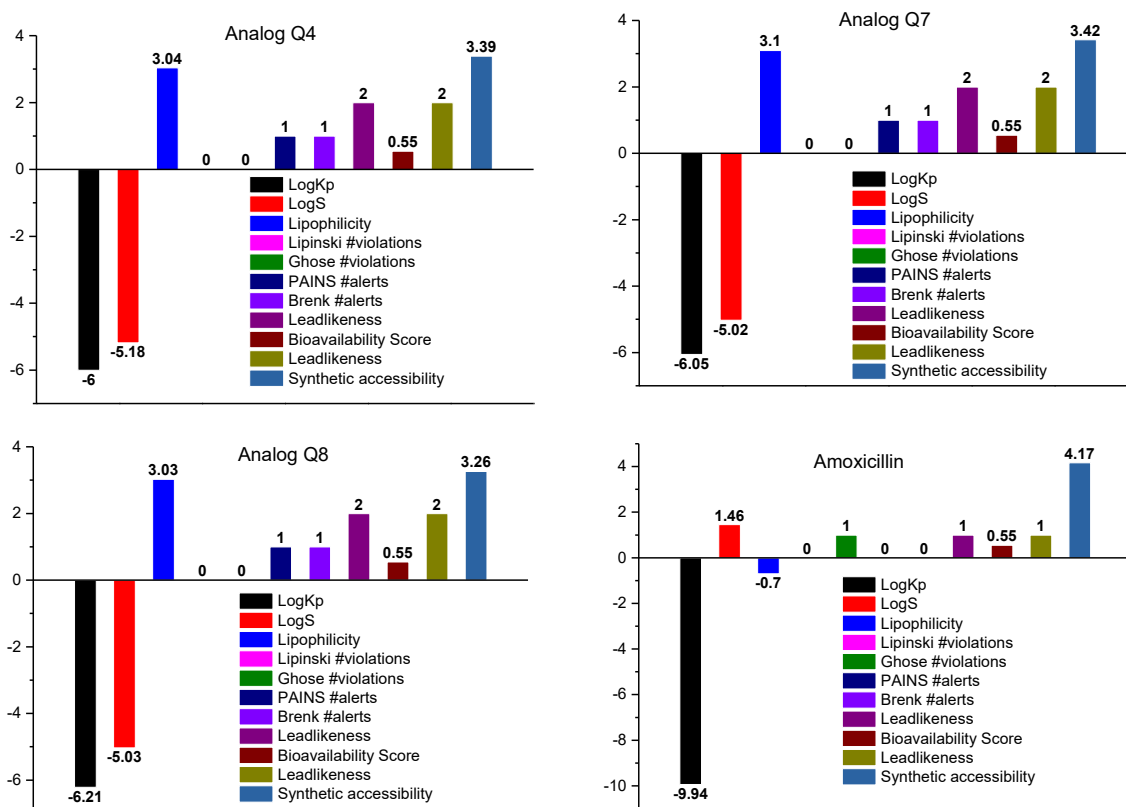 Analog Q4
4
2
0
-2
-4
-6
3.04
0
0
1
1
2
0.55
2
3.39
-6
-5.18
LogKp
LogS
Lipophilicity
Lipinski #violations
Ghose #violations
PAINS #alerts
Brenk #alerts
Leadlikeness
Bioavailability Score
Leadlikeness
Synthetic accessibility
Analog Q7
4
2
0
-2
-4
-6
3.1
0
0
1
1
2
0.55
2
3.42
-6.05
-5.02
LogKp
LogS
Lipophilicity
Lipinski #violations
Ghose #violations
PAINS #alerts
Brenk #alerts
Leadlikeness
Bioavailability Score
Leadlikeness
Synthetic accessibility
Analog Q8
4
2
0
-2
-4
-6
3.03
0
0
1
1
2
0.55
2
3.26
-6.21
-5.03
LogKp
LogS
Lipophilicity
Lipinski #violations
Ghose #violations
PAINS #alerts
Brenk #alerts
Leadlikeness
Bioavailability Score
Leadlikeness
Synthetic accessibility
Amoxicillin
4
2
0
-2
-4
-6
-8
-10
1.46
-0.7
0
1
0
0
1
0.55
1
4.17
-9.94
LogKp
LogS
Lipophilicity
Lipinski #violations
Ghose #violations
PAINS #alerts
Brenk #alerts
Leadlikeness
Bioavailability Score
Leadlikeness
Synthetic accessibility